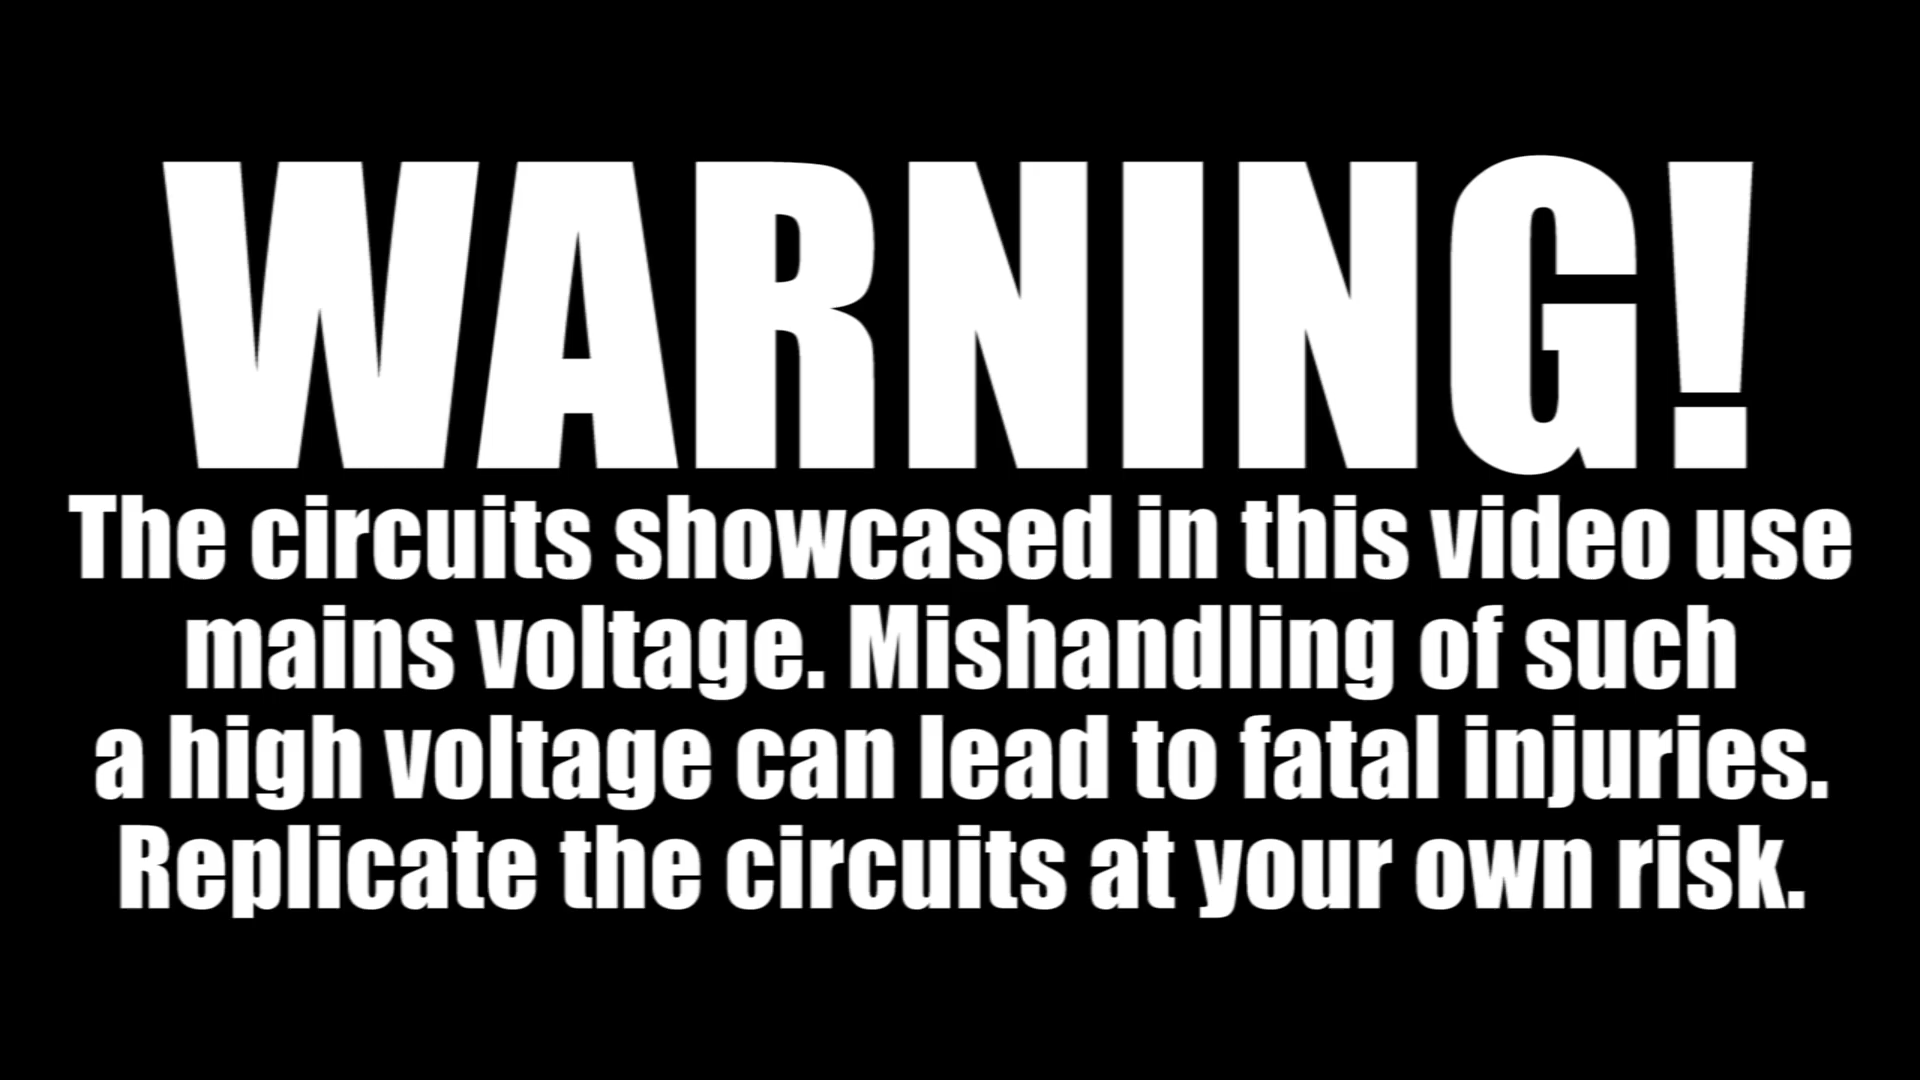 WARNING!
The circuits showcased in this video use
mains voltage. Mishandling of such
a high voltage can lead to fatal injuries.
Replicate the circuits at your own risk.